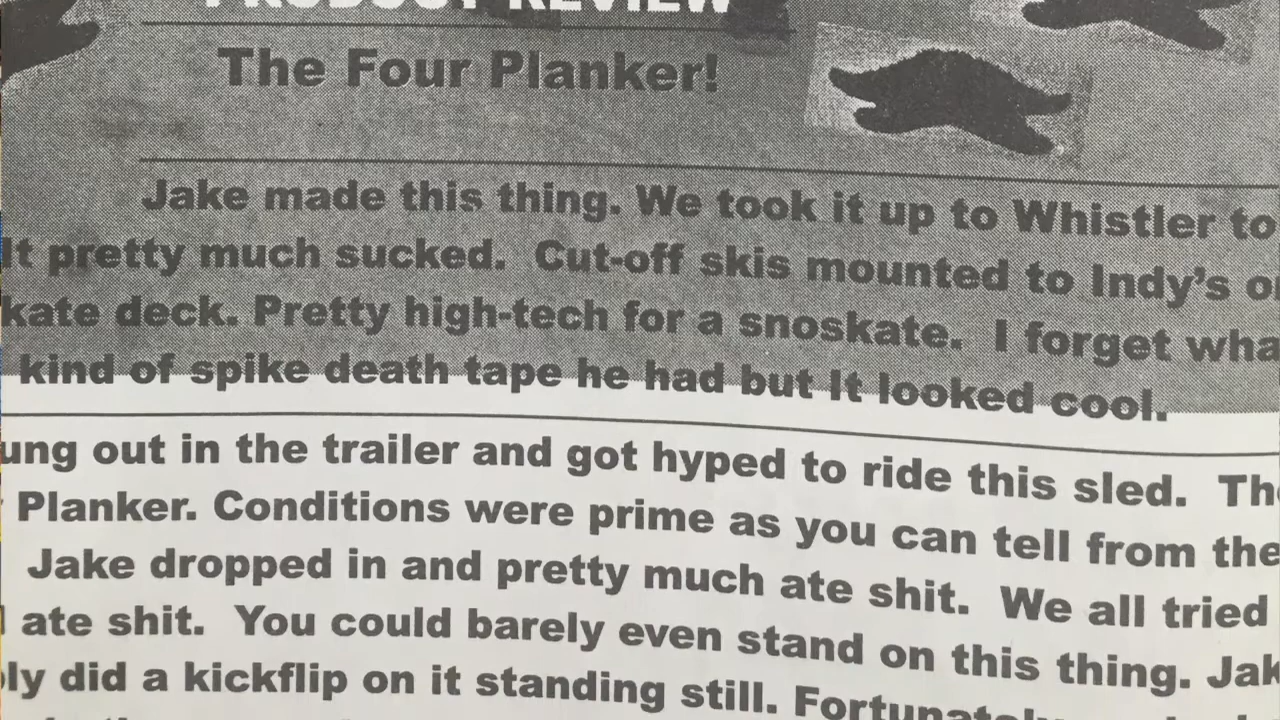 PRODUCT REVIEW
The Four Planker!
Jake made this thing. We took it up to Whistler to
It pretty much sucked. Cut-off skis mounted to Indy's
kate deck. Pretty high-tech for a snoskate. I forget wha
kind of spike death tape he had but It looked cool.
ung out in the trailer and got hyped to ride this sled. Th
Planker. Conditions were prime as you can tell from the
Jake dropped in and pretty much ate shit. We all tried
ate shit. You could barely even stand on this thing. Jak
ly did a kickflip on it standing still.